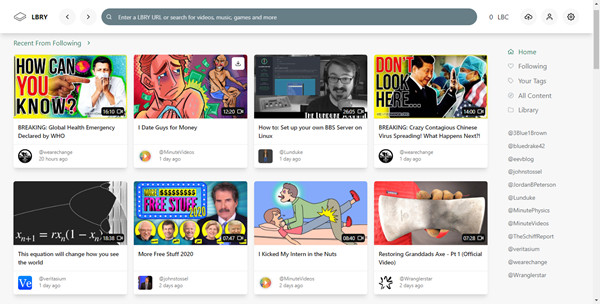 LBRY
Enter a LBRY URL or search for videos, music, games and more
0 LBC
Recent From Following
HOW CAN
YOU
KNOW?
16:10
BREAKING: Global Health Emergency
Declared by WHO
@wearechange
20 hours ago
12:20
I Date Guys for Money
@MinuteVideos
1 day ago
26:05
How to: Set up your own BBS Server on
Linux
@Lunduke
1 day ago
DON'T
LOOK
HERE...
14:00
BREAKING: Crazy Contagious Chinese
Virus Spreading! What Happens Next?!
@wearechange
1 day ago
xn+1 = rxn(1-x
18:38
This equation will change how you see
the world
@veritasium
1 day ago
MORE $$$$$$$$$
FREE STUFF
2020
07:47
More Free Stuff 2020
@johnstossel
2 days ago
08:40
I Kicked My Intern in the Nuts
@MinuteVideos
2 days ago
07:28
Restoring Granddads Axe - Pt 1 (Official
Video)
@Wranglerstar
2 days ago
Home
Following
Your Tags
All Content
Library
@3Blue1Brown
@bluedrake42
@eevblog
@johnstossel
@JordanBPeterson
@Lunduke
@MinutePhysics
@MinuteVideos
@TheSchiffReport
@veritasium
@wearechange
@Wranglerstar